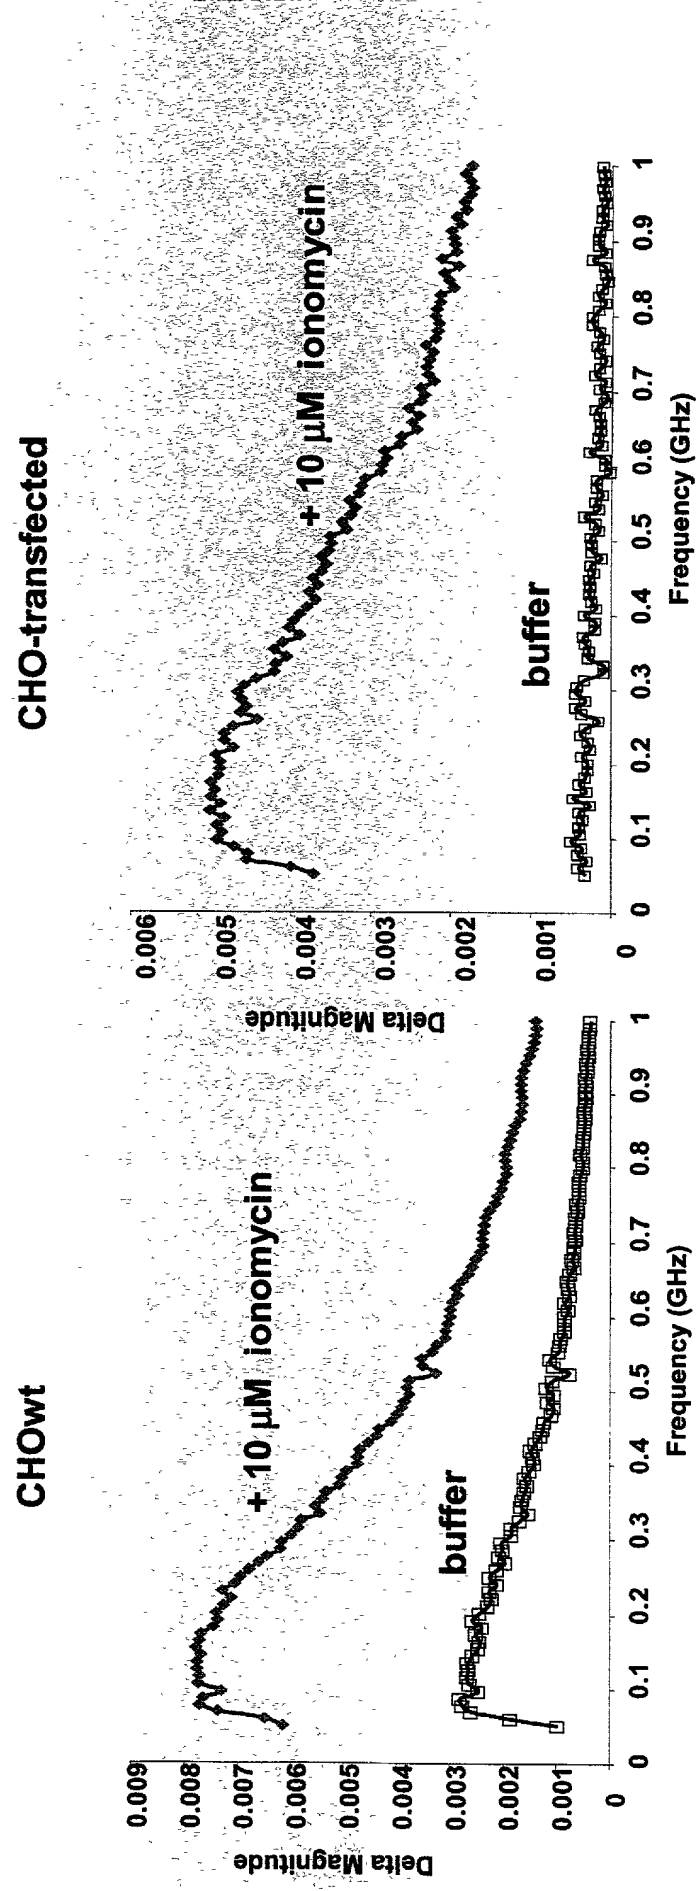 CHOwt
Delta Magnitude
0.009
0.008
0.007
0.006
0.005
0.004
0.003
0.002
0.001
0
+ 10 µM ionomycin
buffer
0 0.1 0.2 0.3 0.4 0.5 0.6 0.7 0.8 0.9 1
Frequency (GHz)
CHO-transfected
Delta Magnitude
0.006
0.005
0.004
0.003
0.002
0.001
0
+ 10 µM ionomycin
buffer
0 0.1 0.2 0.3 0.4 0.5 0.6 0.7 0.8 0.9 1
Frequency (GHz)